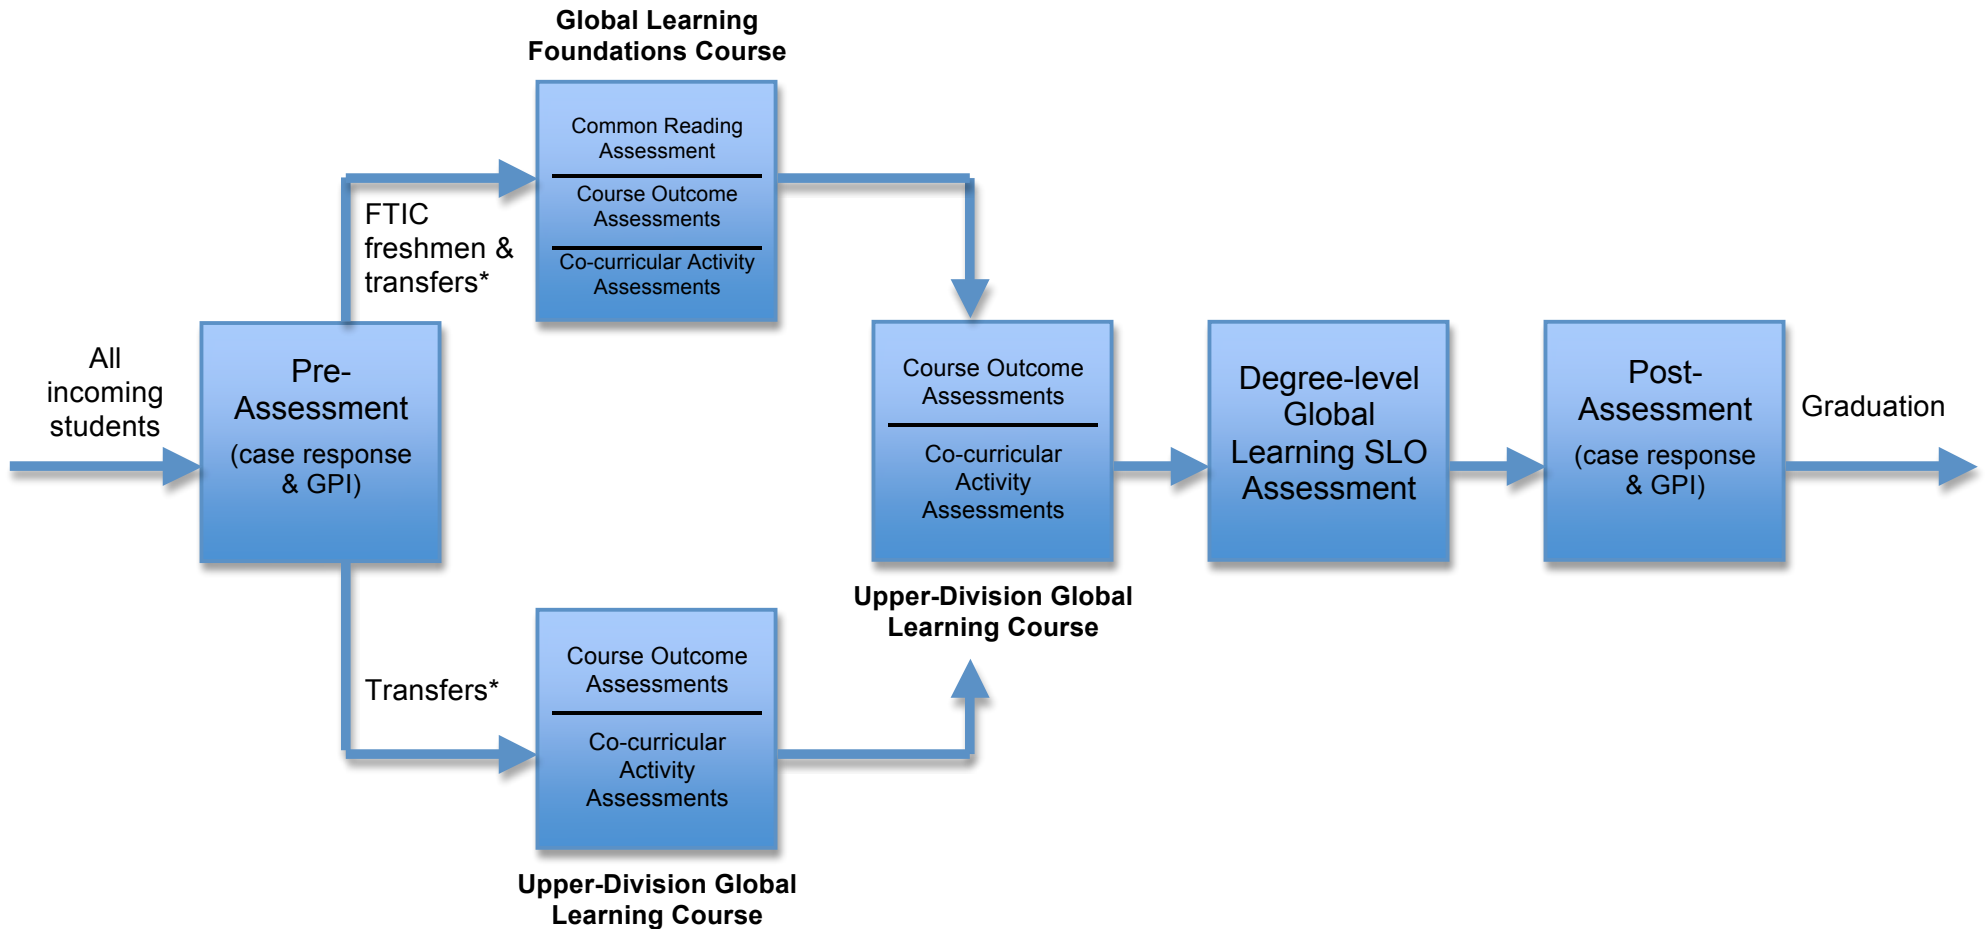 Global Learning
Foundations Course
Common Reading
Assessment
Course Outcome
Assessments
Co-curricular Activity
Assessments
FTIC
freshmen &
transfers*
All
incoming
students
Pre-
Assessment
(case response
& GPI)
Transfers*
Course Outcome
Assessments
Co-curricular
Activity
Assessments
Upper-Division Global
Learning Course
Course Outcome
Assessments
Co-curricular
Activity
Assessments
Upper-Division Global
Learning Course
Degree-level
Global
Learning SLO
Assessment
Post-
Assessment
(case response
& GPI)
Graduation